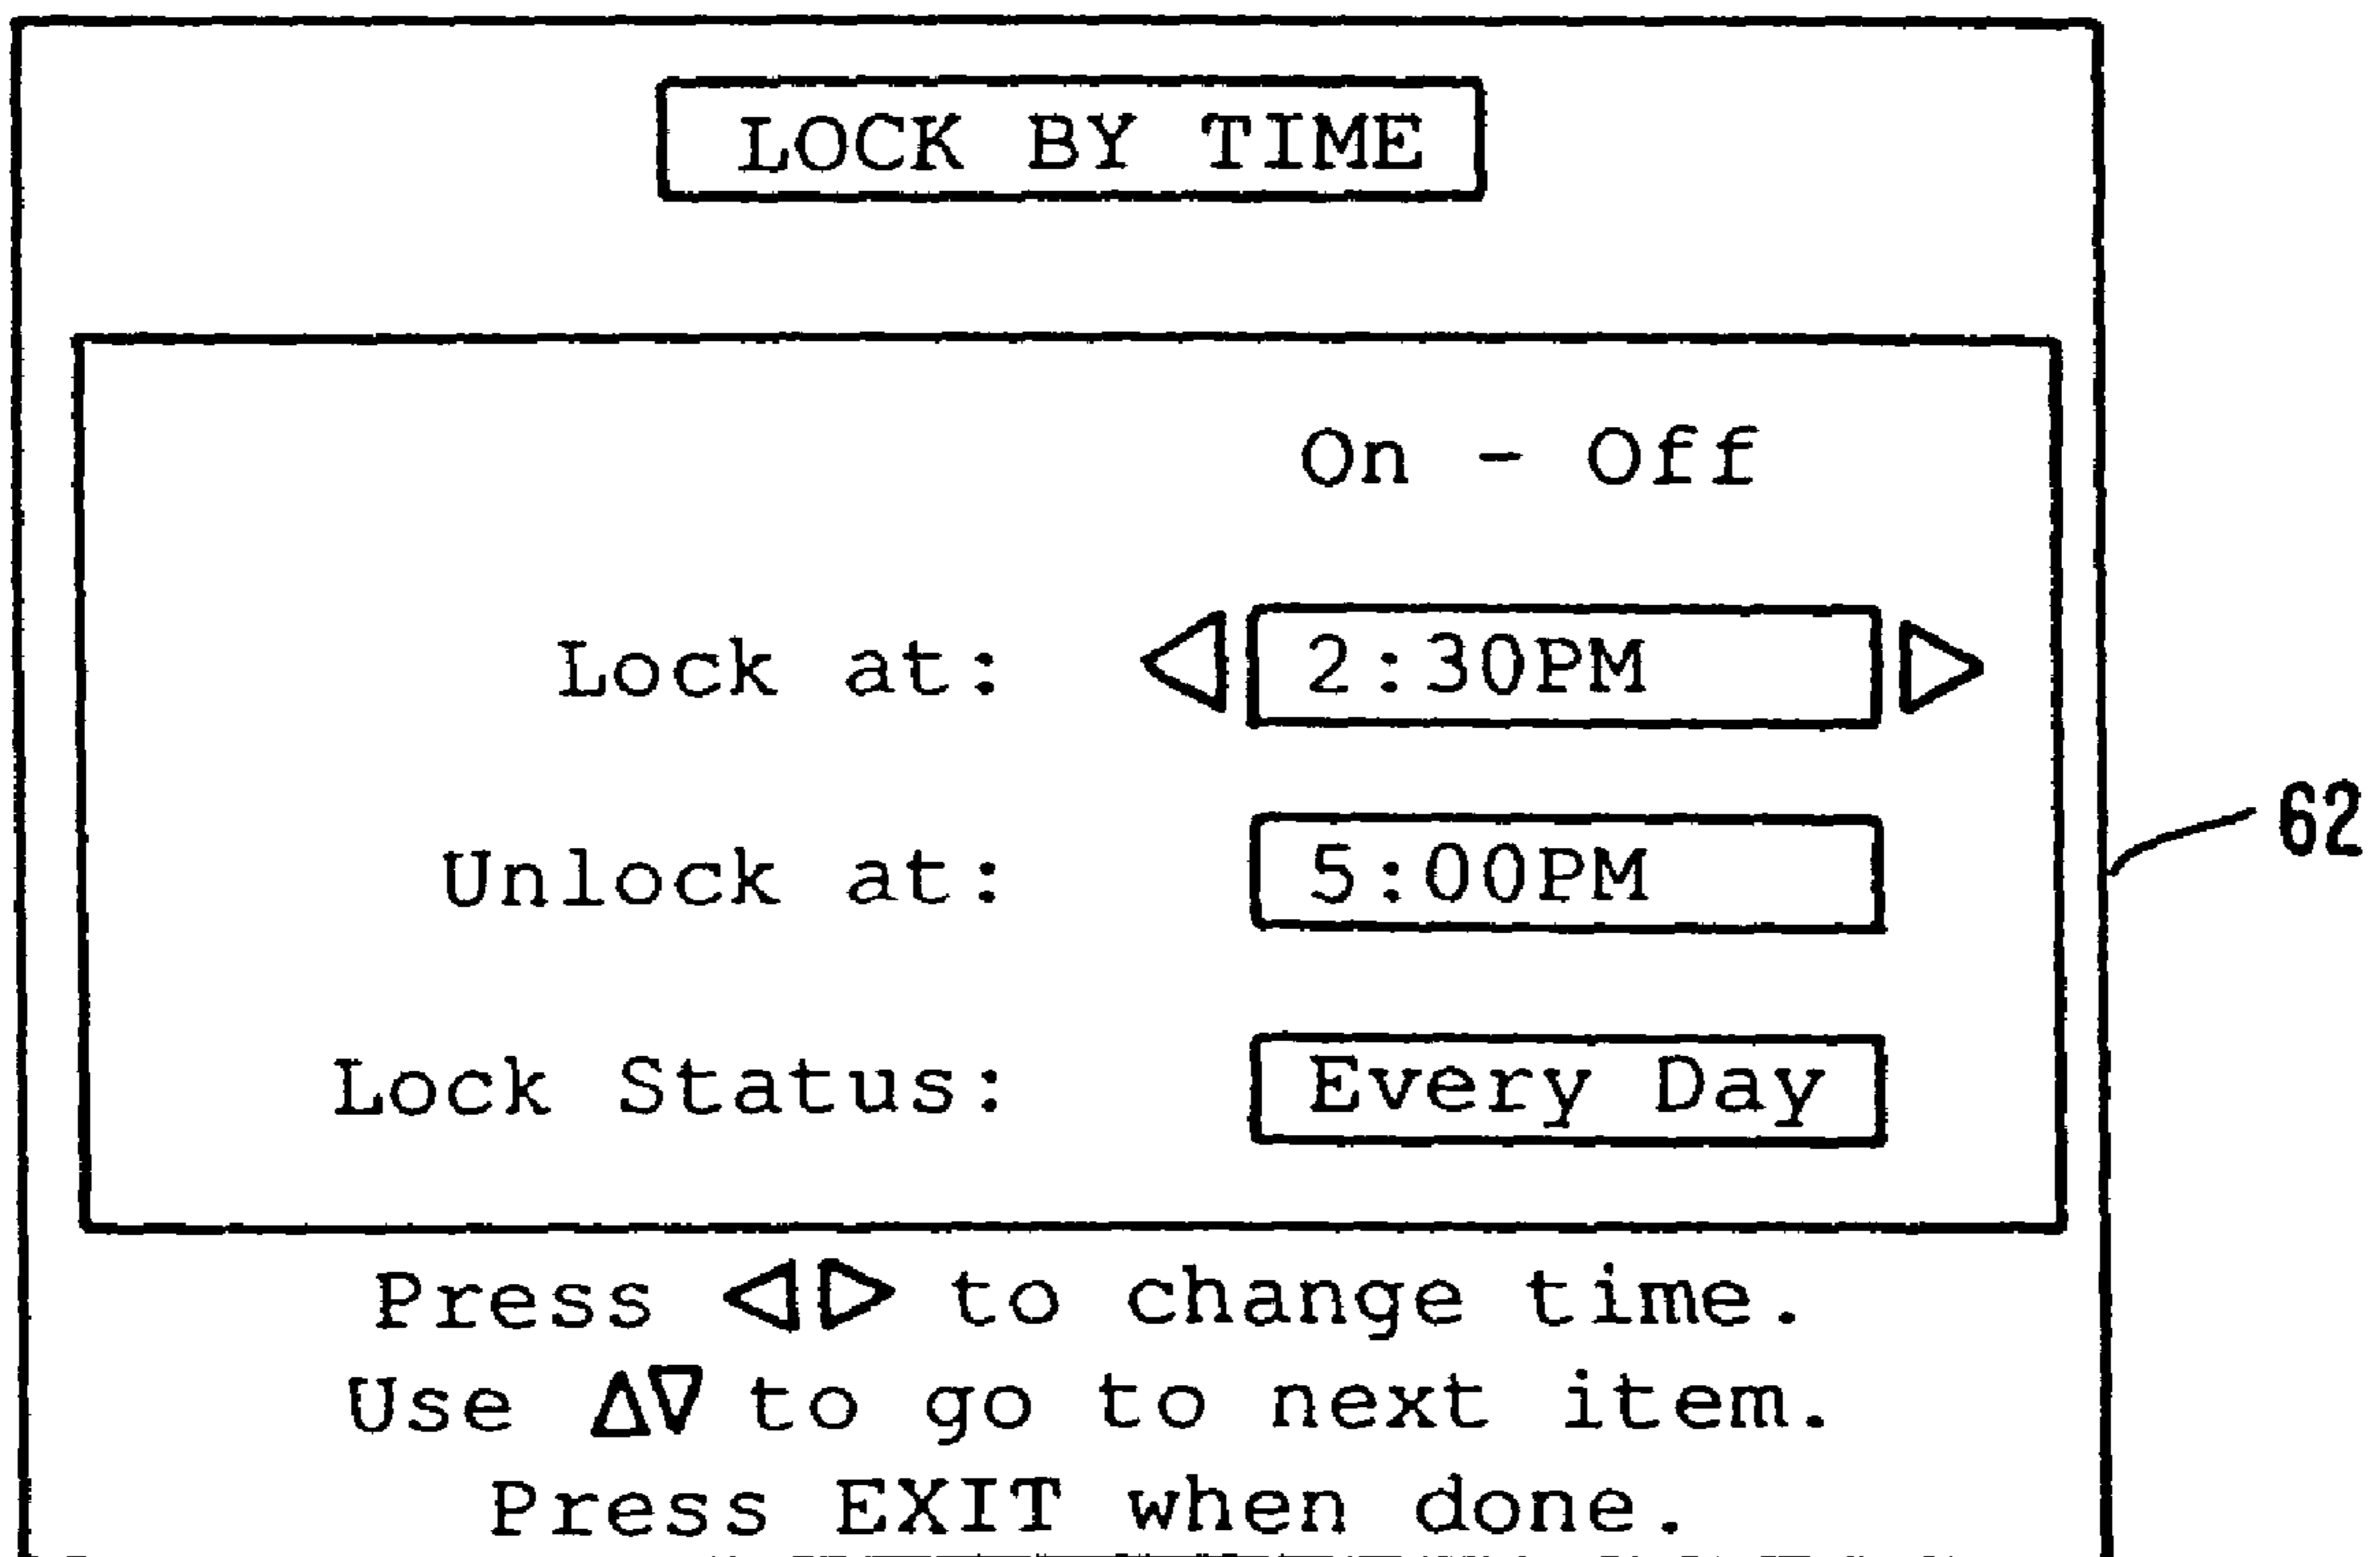 LOCK BY TIME
On - Off
Lock at: ◁ 2:30PM ▷
Unlock at: 5:00PM
62
Lock Status: Every Day
Press ◁▷ to change time.
Use △▽ to go to next item.
Press EXIT when done.